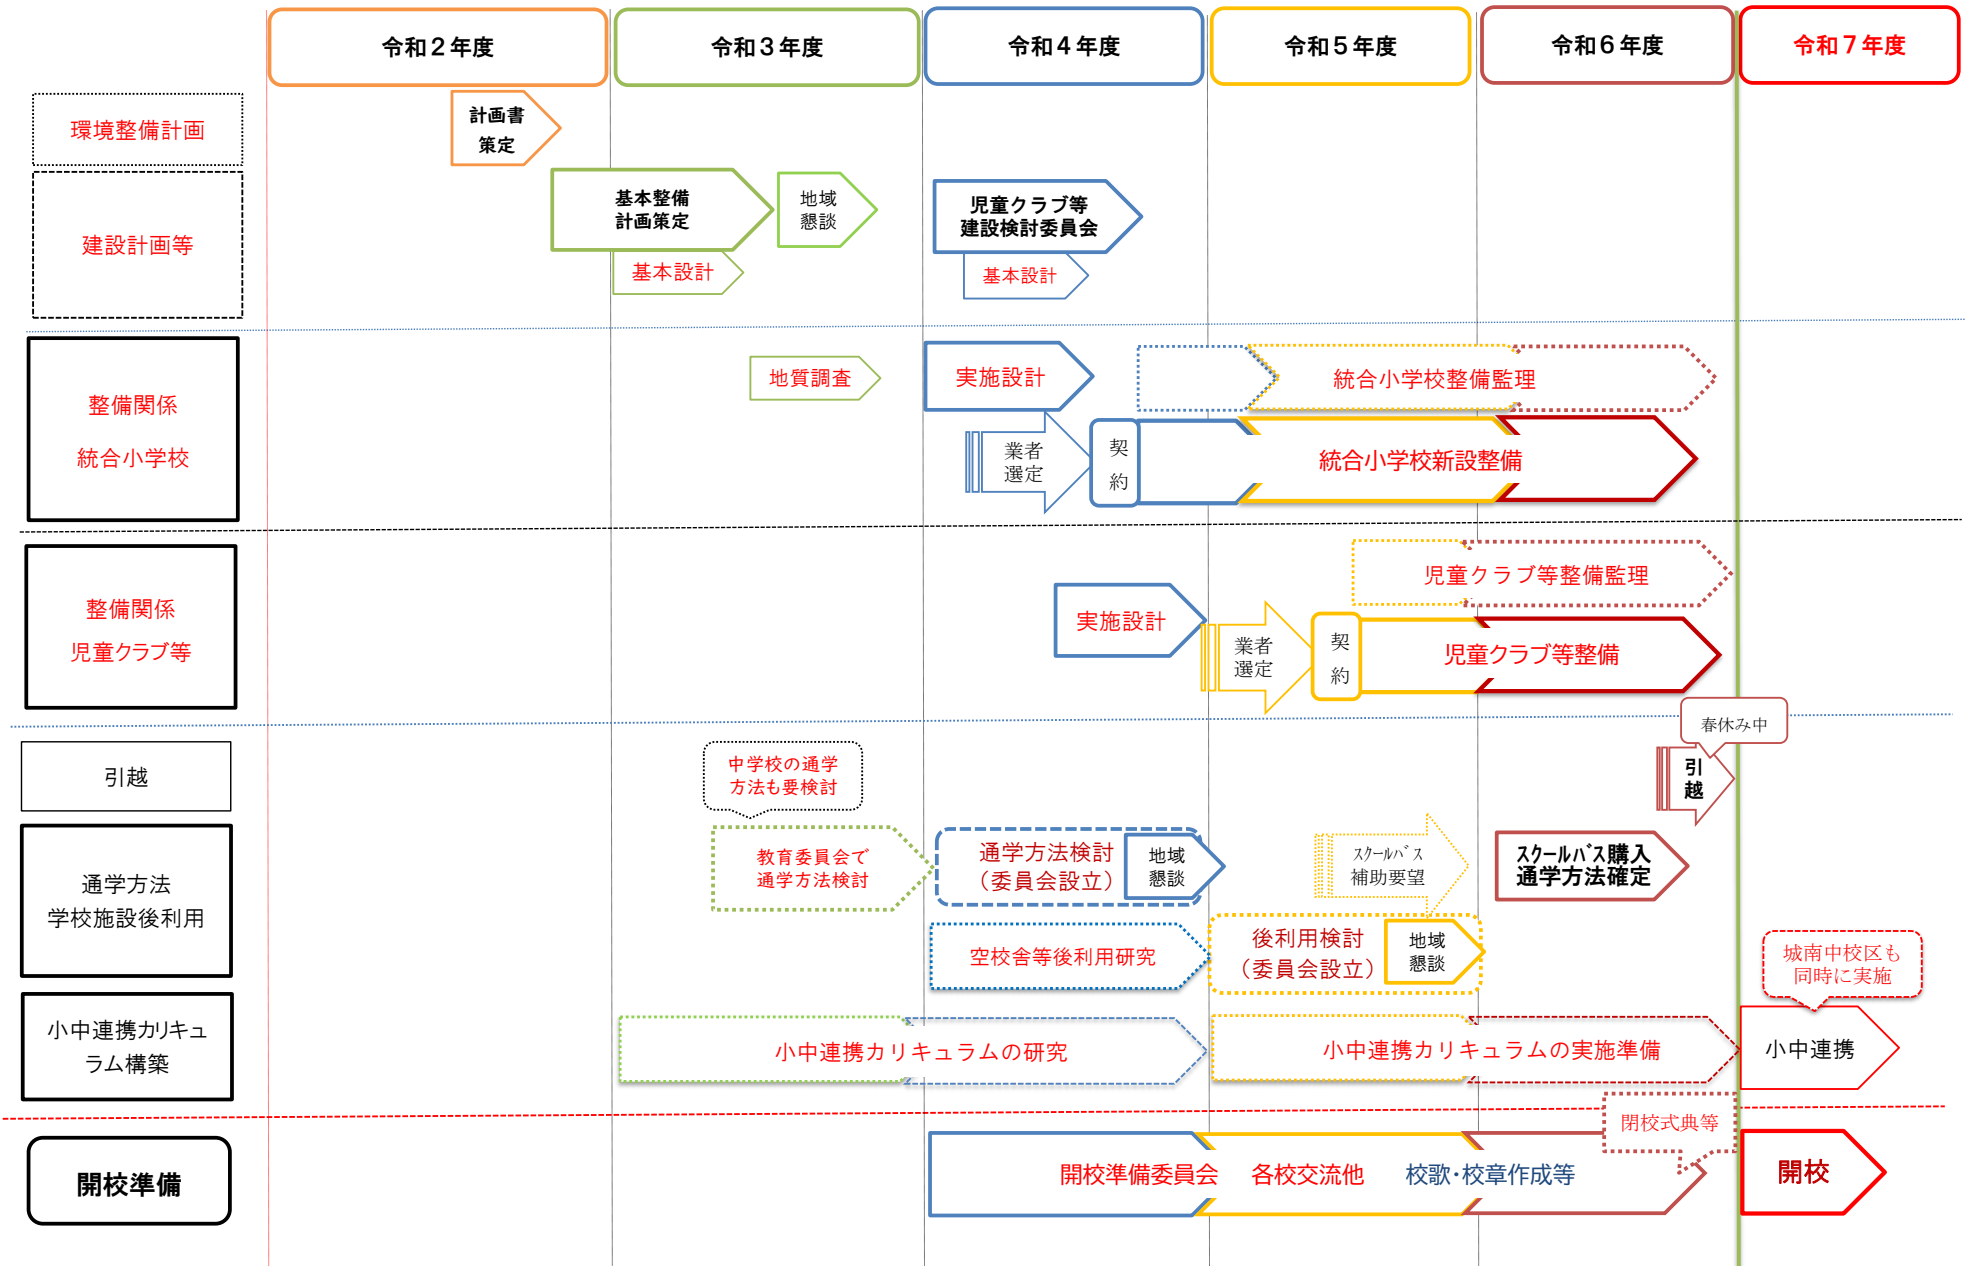 令和２年度
令和３年度
令和４年度
令和５年度
令和６年度
令和７年度
環境整備計画
計画書
策定
建設計画等
基本整備
計画策定
地域
懇談
児童クラブ等
建設検討委員会
基本設計
基本設計
整備関係
統合小学校
地質調査
実施設計
統合小学校整備監理
業者
選定
契
約
統合小学校新設整備
整備関係
児童クラブ等
実施設計
児童クラブ等整備監理
業者
選定
契
約
児童クラブ等整備
春休み中
引越
引
越
中学校の通学
方法も要検討
通学方法
学校施設後利用
教育委員会で
通学方法検討
通学方法検討
（委員会設立）
地域
懇談
ｽｸｰﾙﾊﾞｽ
補助要望
ｽｸｰﾙﾊﾞｽ購入
通学方法確定
空校舎等後利用研究
後利用検討
（委員会設立）
地域
懇談
城南中校区も
同時に実施
小中連携カリキュ
ラム構築
小中連携カリキュラムの研究
小中連携カリキュラムの実施準備
小中連携
閉校式典等
開校準備
開校準備委員会
各校交流他
校歌・校章作成等
開校